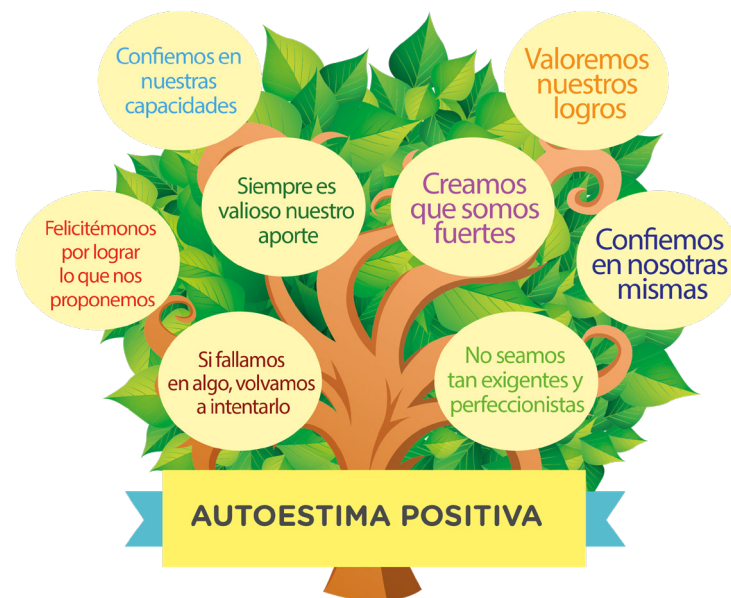 Confiemos en
nuestras
capacidades
Valoremos
nuestros
logros
Siempre es
valioso nuestro
aporte
Creamos
que somos
fuertes
Felicitémonos
por lograr
lo que nos
proponemos
Confiemos
en nosotras
mismas
Si fallamos
en algo, volvamos
a intentarlo
No seamos
tan exigentes y
perfeccionistas
AUTOESTIMA POSITIVA